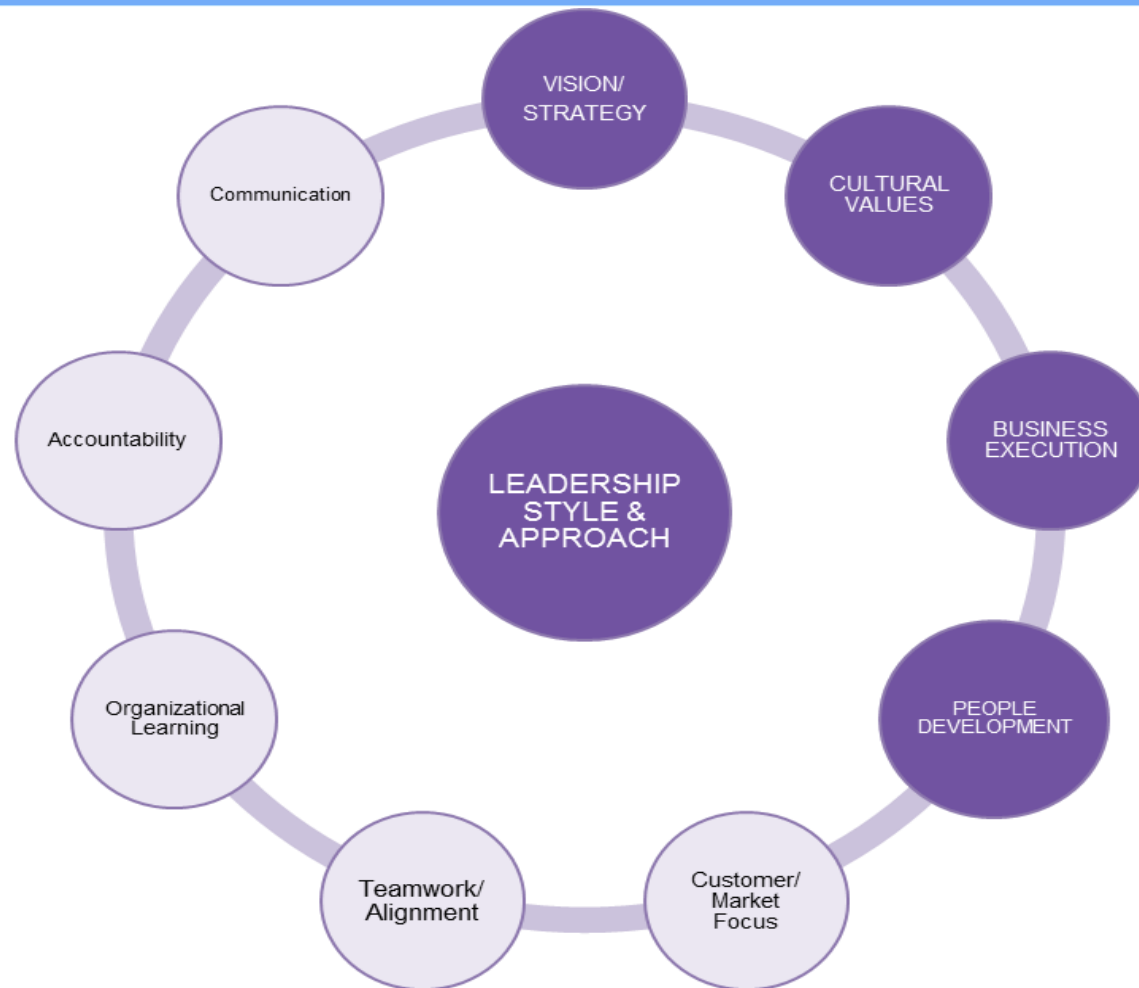 VISION/
STRATEGY
CULTURAL
VALUES
BUSINESS
EXECUTION
PEOPLE
DEVELOPMENT
Customer/
Market
Focus
Teamwork/
Alignment
Organizational
Learning
Accountability
Communication
LEADERSHIP
STYLE &
APPROACH